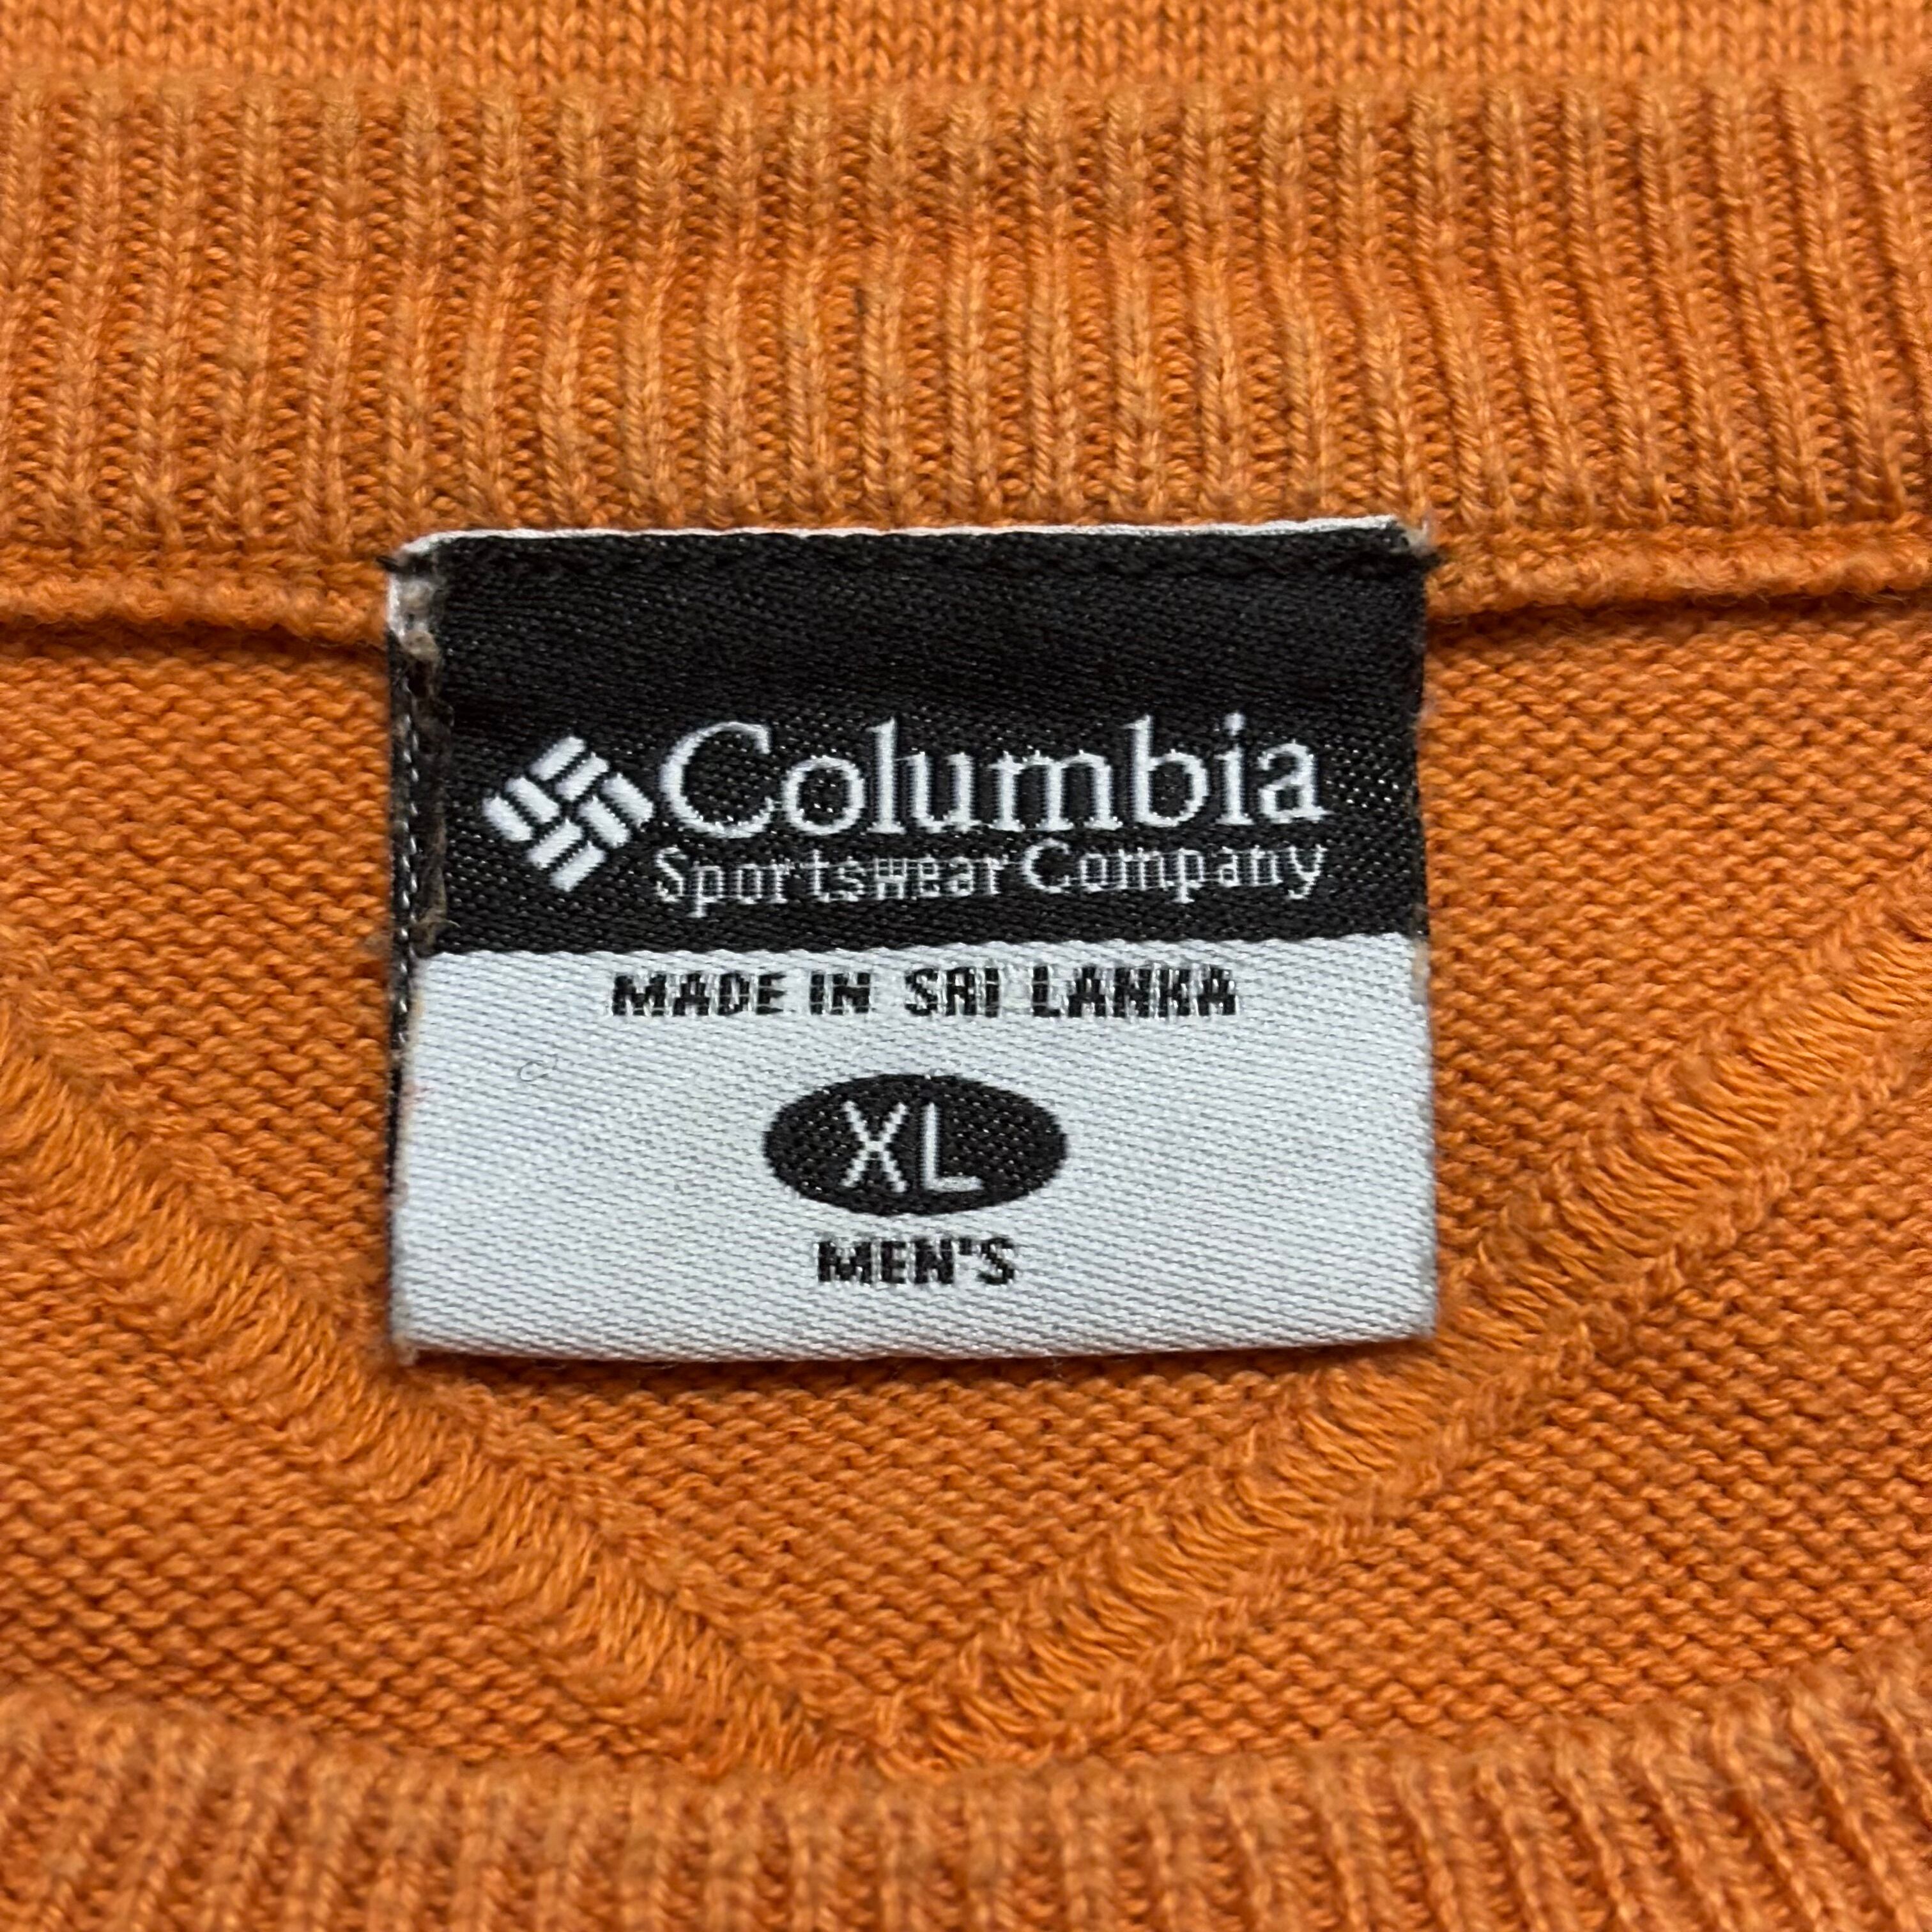 Columbia
Sportswear Company
MADE IN SRI LANKA
XL
MEN'S